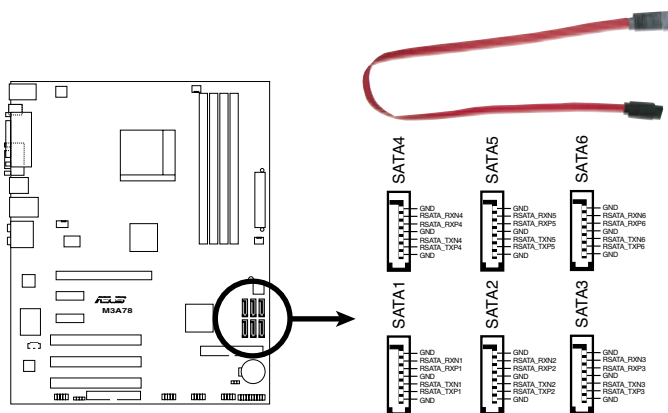 SATA4
GND
RSATA_RXN4
RSATA_RXP4
GND
RSATA_TXN4
RSATA_TXP4
GND
SATA5
GND
RSATA_RXN5
RSATA_RXP5
GND
RSATA_TXN5
RSATA_TXP5
GND
SATA6
GND
RSATA_RXN6
RSATA_RXP6
GND
RSATA_TXN6
RSATA_TXP6
GND
ASUS
M3A78
SATA1
GND
RSATA_RXN1
RSATA_RXP1
GND
RSATA_TXN1
RSATA_TXP1
GND
SATA2
GND
RSATA_RXN2
RSATA_RXP2
GND
RSATA_TXN2
RSATA_TXP2
GND
SATA3
GND
RSATA_RXN3
RSATA_RXP3
GND
RSATA_TXN3
RSATA_TXP3
GND